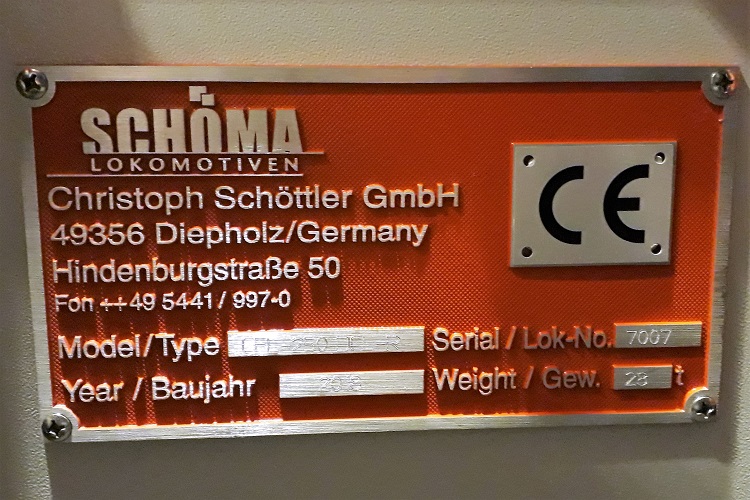 SCHÖMA
LOKOMOTIVEN
Christoph Schöttler GmbH
49356 Diepholz/Germany
Hindenburgstraße 50
Fon ++49 5441/997-0
CE
Model/Type
Serial / Lok-No. 7007
Year / Baujahr
Weight / Gew. 28 t